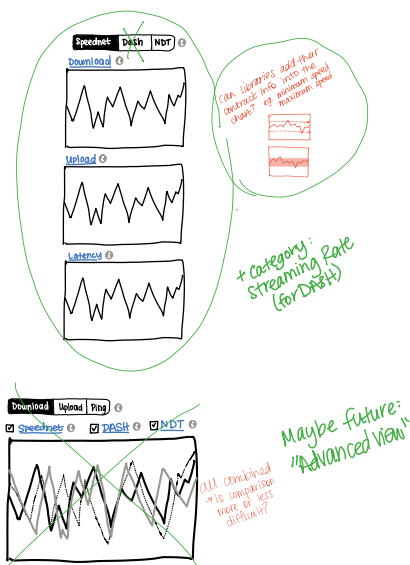 Speednet Dash NDT i
Download i
can libraries add their
contract info into the
chart? eg. minimum speed
maximum speed
Upload i
Latency i
+ category:
Streaming Rate
(for DASH)
Download Upload Ping i
Speednet i DASH i NDT i
Maybe future:
"Advanced View"
all combined
→ is comparison
more or less
difficult?